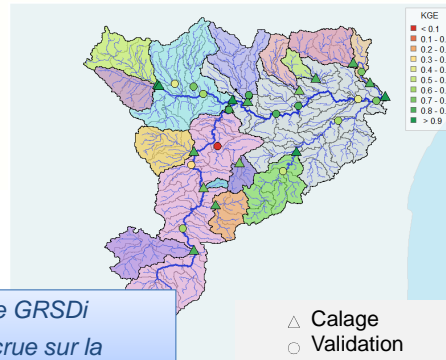 KGE
< 0.1
0.1 - 0.
0.2 - 0.
0.3 - 0.
0.4 - 0.
0.5 - 0.
0.6 - 0.
0.7 - 0.
0.8 - 0.
> 0.9
e GRSDi
crue sur la
Calage
Validation